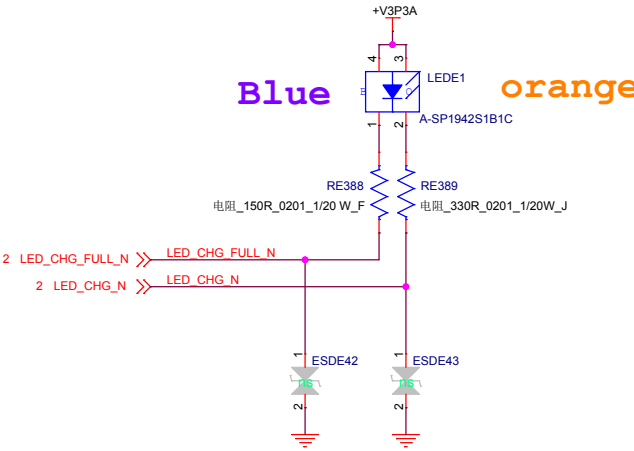 +V3P3A
4
3
Blue
B
O
LEDE1
orange
A-SP1942S1B1C
1
2
RE388
RE389
电阻_150R_0201_1/20 W_F
电阻_330R_0201_1/20W_J
2 LED_CHG_FULL_N
LED_CHG_FULL_N
2 LED_CHG_N
LED_CHG_N
1
ESDE42
1
ESDE43
ns
ns
2
2